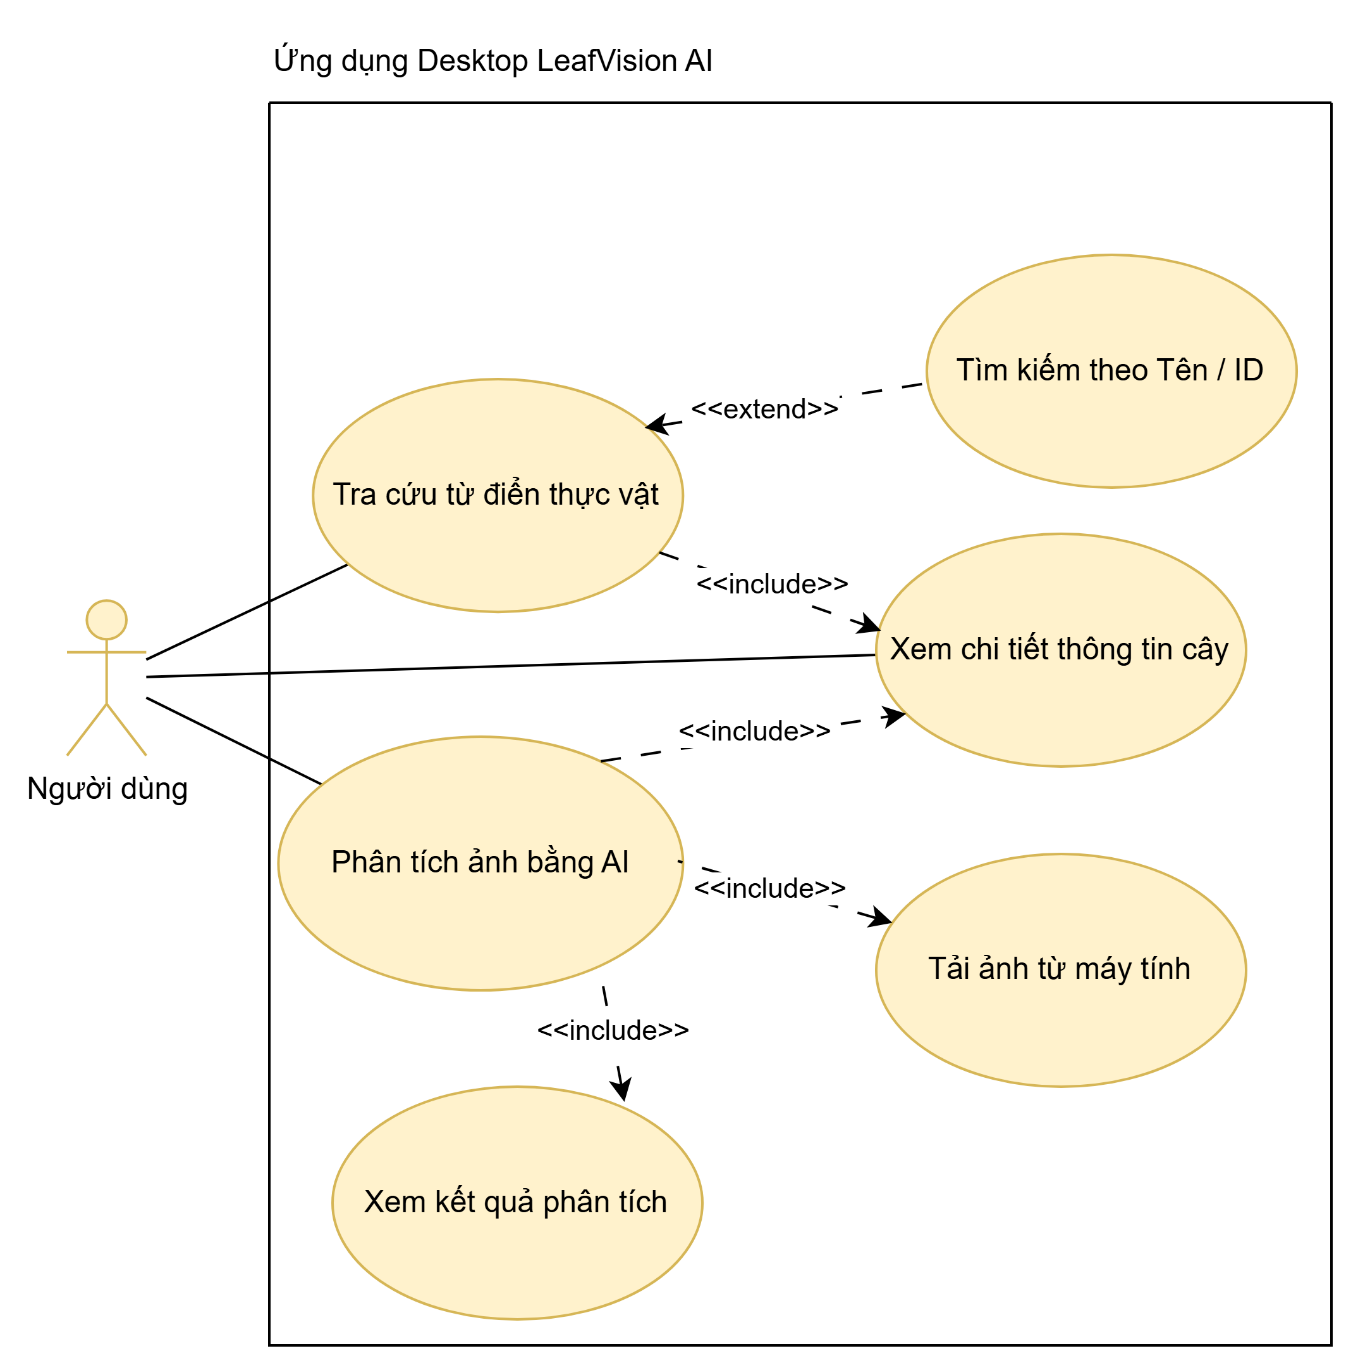 Ứng dụng Desktop LeafVision AI
Tìm kiếm theo Tên / ID
<<extend>>
Tra cứu từ điển thực vật
<<include>>
Xem chi tiết thông tin cây
<<include>>
Người dùng
Phân tích ảnh bằng AI
<<include>>
Tải ảnh từ máy tính
<<include>>
Xem kết quả phân tích